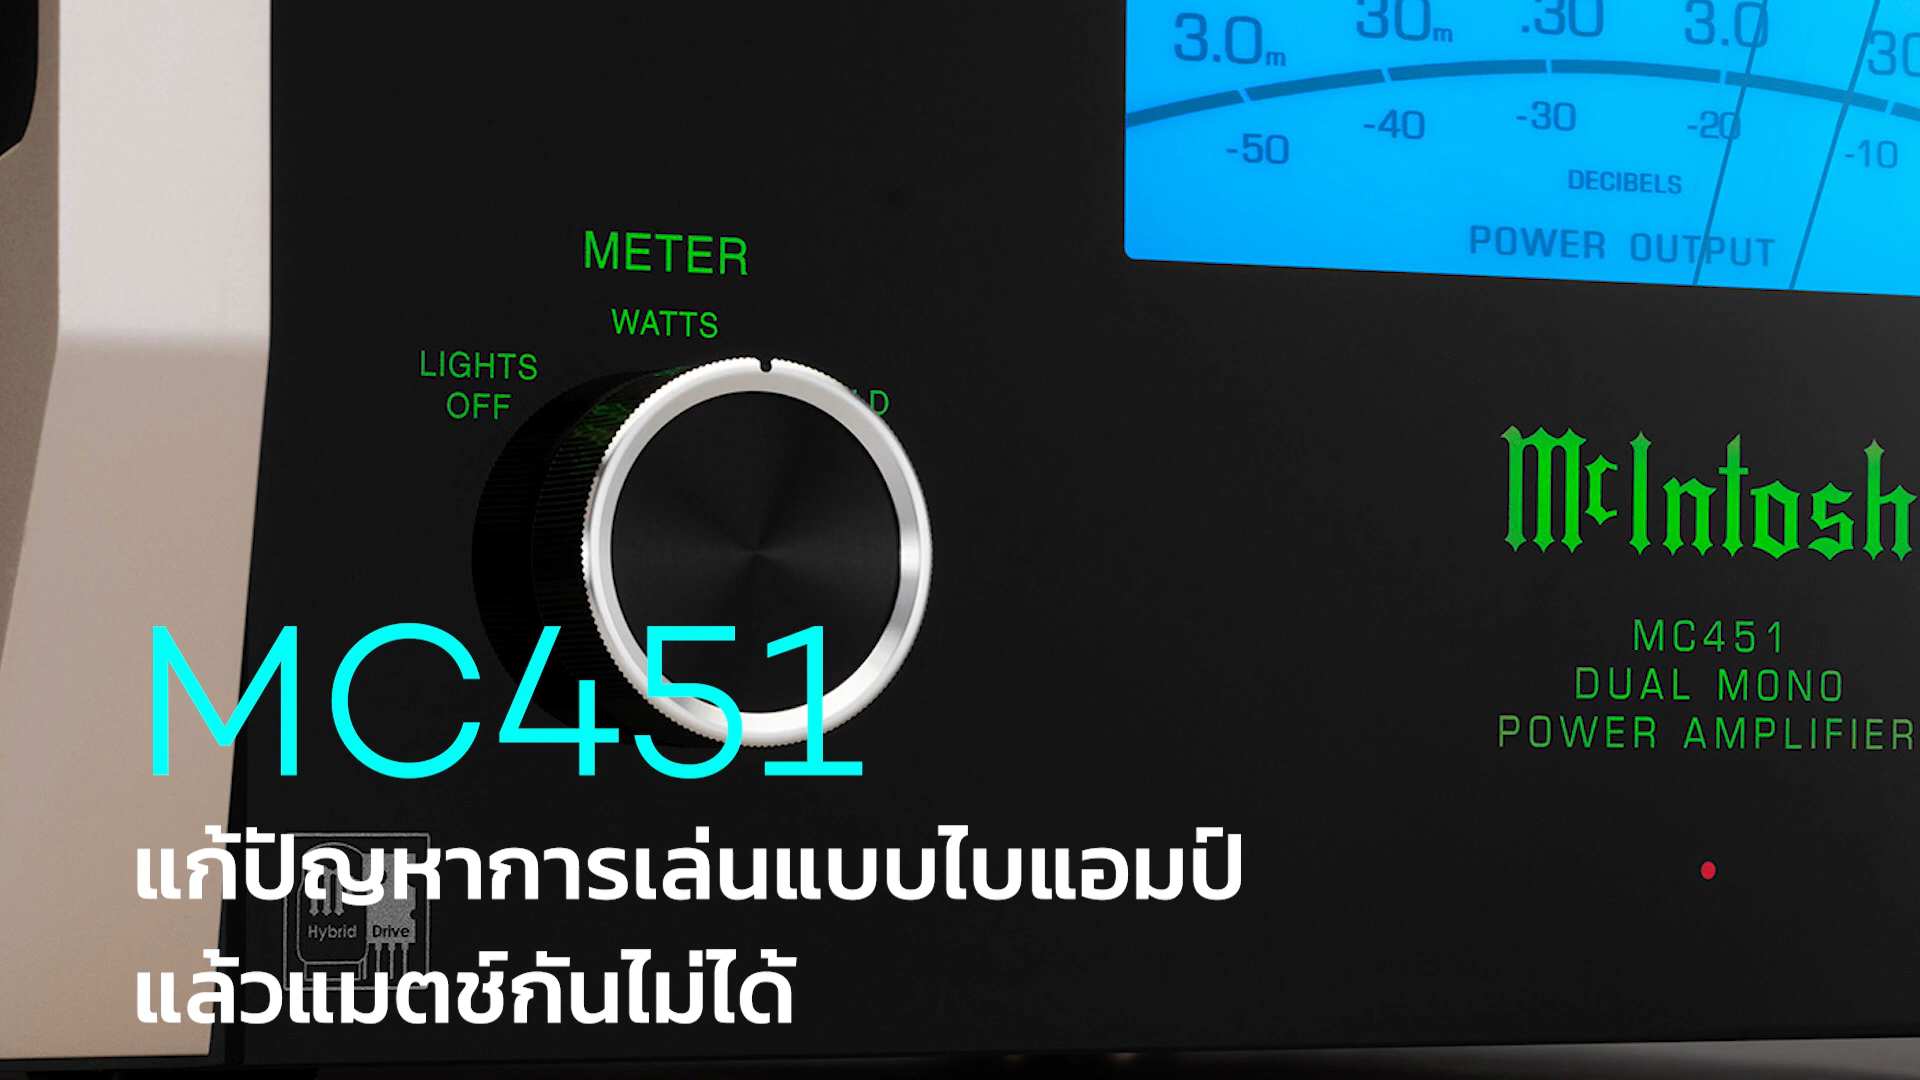 3.0m 30m .30 3.0 30
-50 -40 -30 -20 -10
DECIBELS
POWER OUTPUT
METER
WATTS
LIGHTS
OFF
McIntosh
MC451
DUAL MONO
POWER AMPLIFIER
MC451
แก้ปัญหาการเล่นแบบไบแอมป์
Hybrid Drive
แล้วแมตช์กันไม่ได้